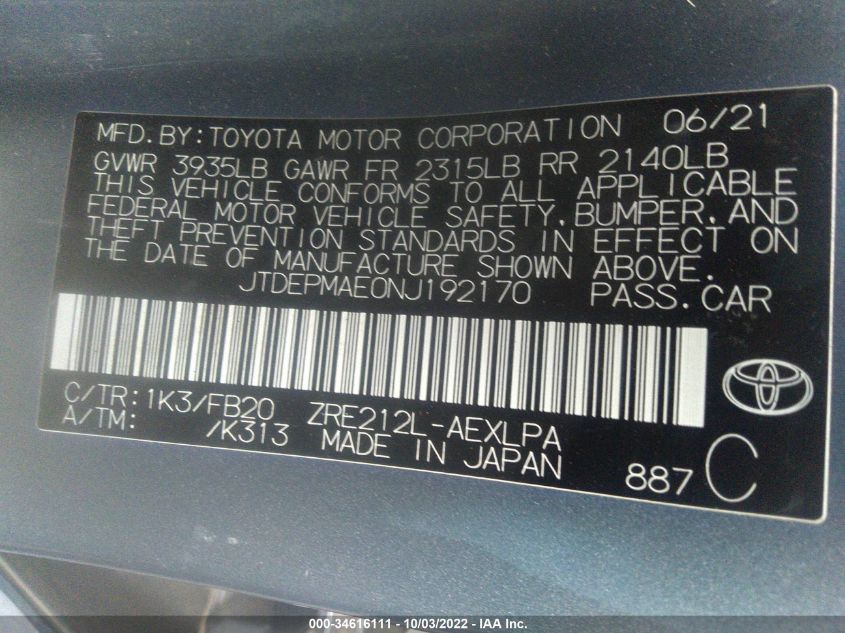 MFD.BY:TOYOTA MOTOR CORPORATION 06/21
GVWR 3935LB GAWR FR 2315LB RR 2140LB
THIS VEHICLE CONFORMS TO ALL APPLICABLE
FEDERAL MOTOR VEHICLE SAFETY, BUMPER, AND
THEFT PREVENTION STANDARDS IN EFFECT ON
THE DATE OF MANUFACTURE SHOWN ABOVE.
JTDEPMAE0NJ192170 PASS.CAR
C/TR:1K3/FB20 ZRE212L-AEXLPA
A/TM: /K313 MADE IN JAPAN 887 C
000-34616111 - 10/03/2022 - IAA Inc.